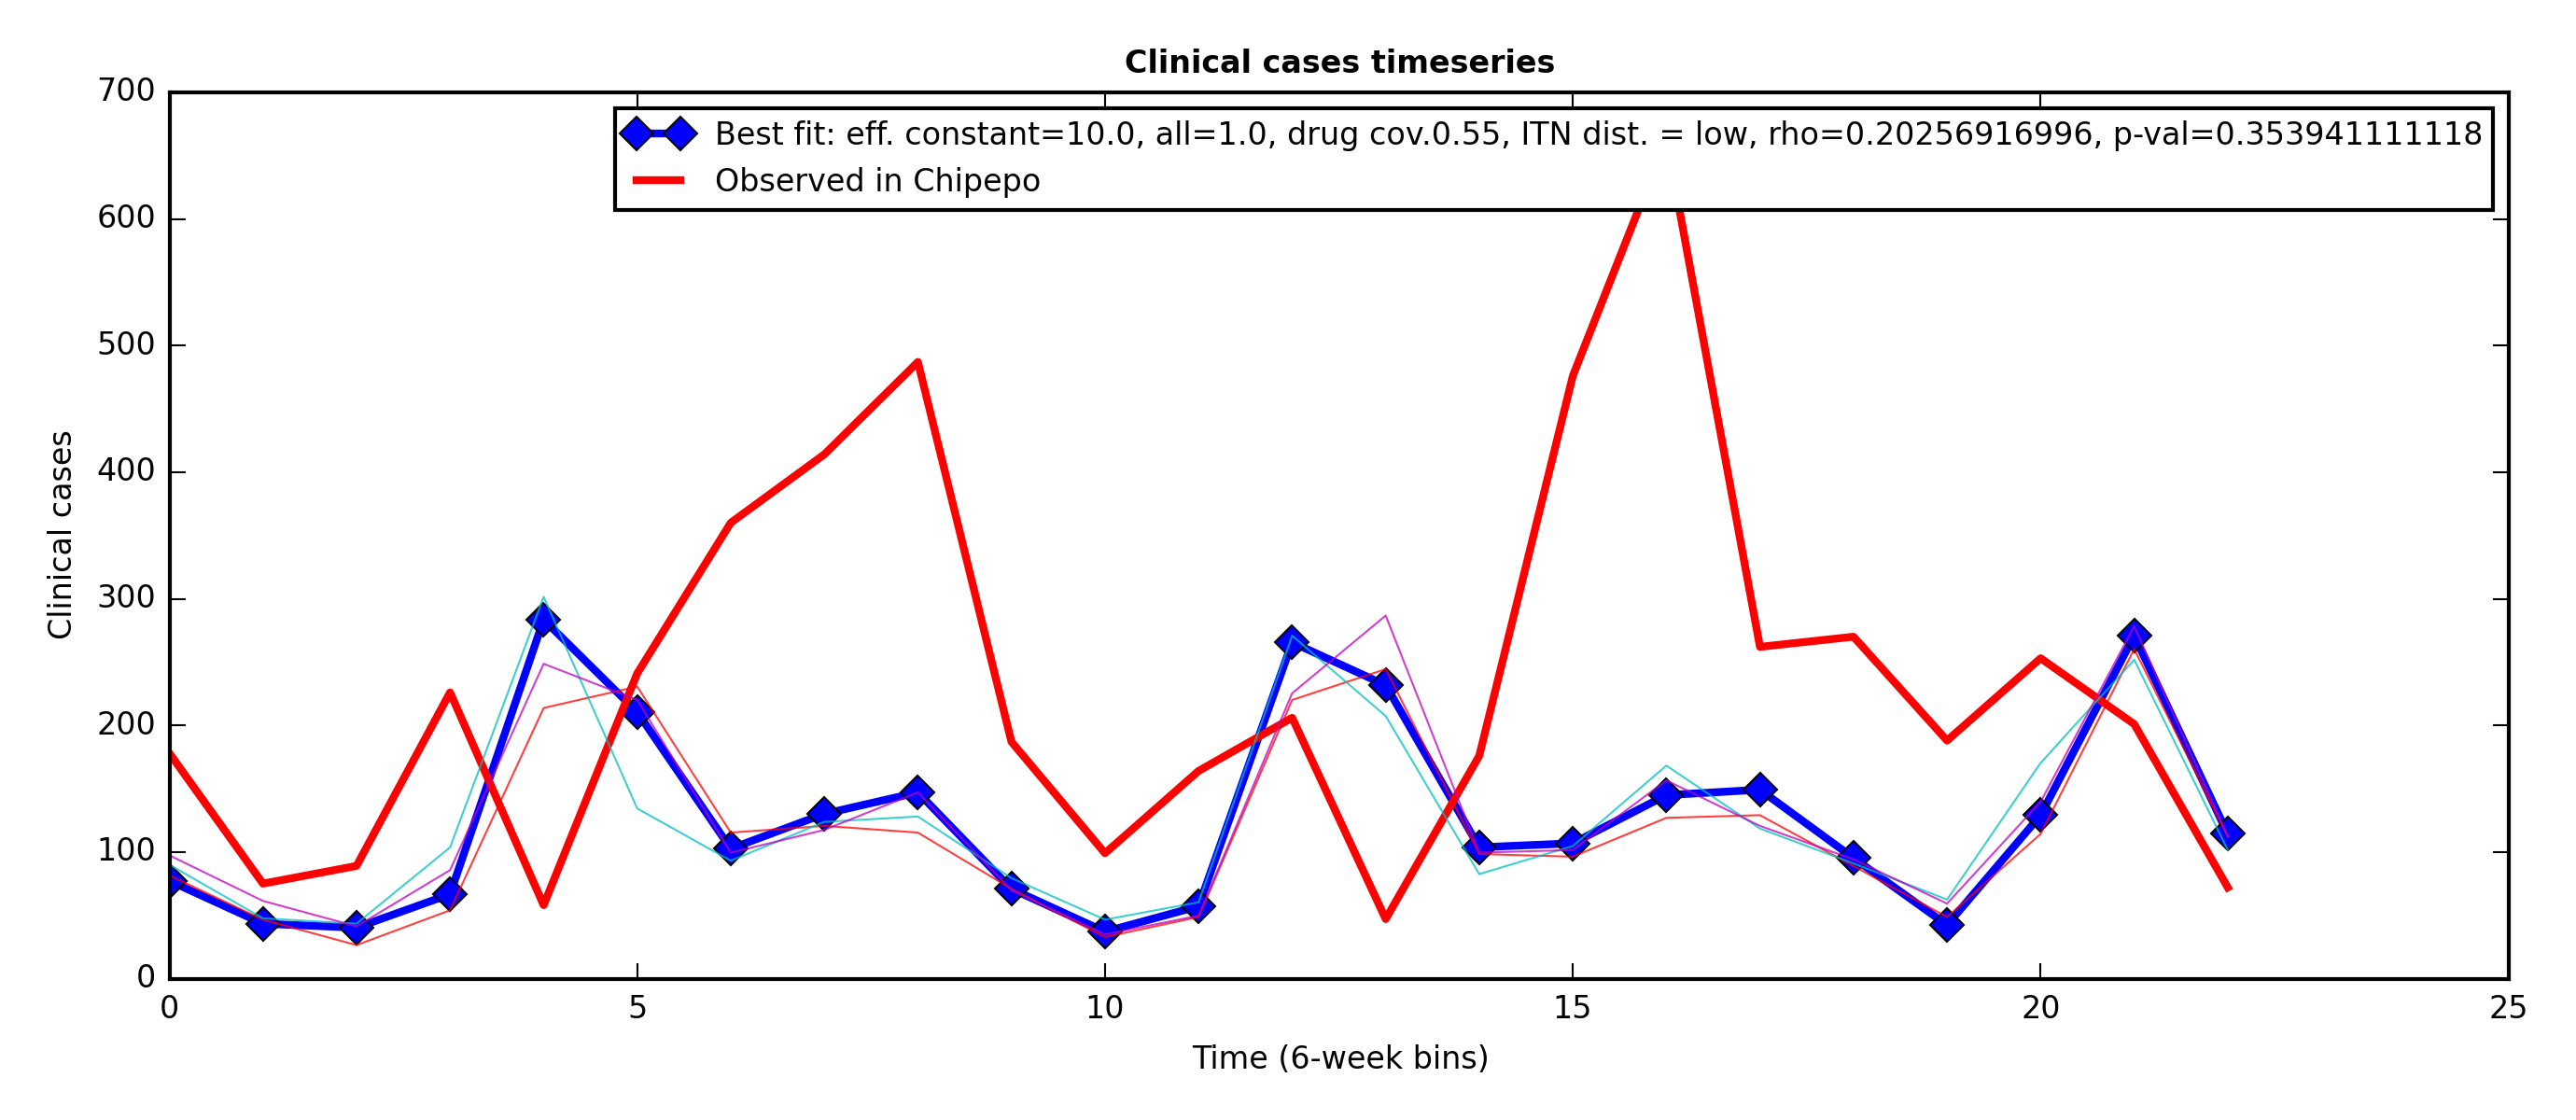 Clinical cases timeseries
700
600
500
400
300
200
100
0
Clinical cases
Best fit: eff. constant=10.0, all=1.0, drug cov.0.55, ITN dist. = low, rho=0.20256916996, p-val=0.353941111118
Observed in Chipepo
0 5 10 15 20 25
Time (6-week bins)